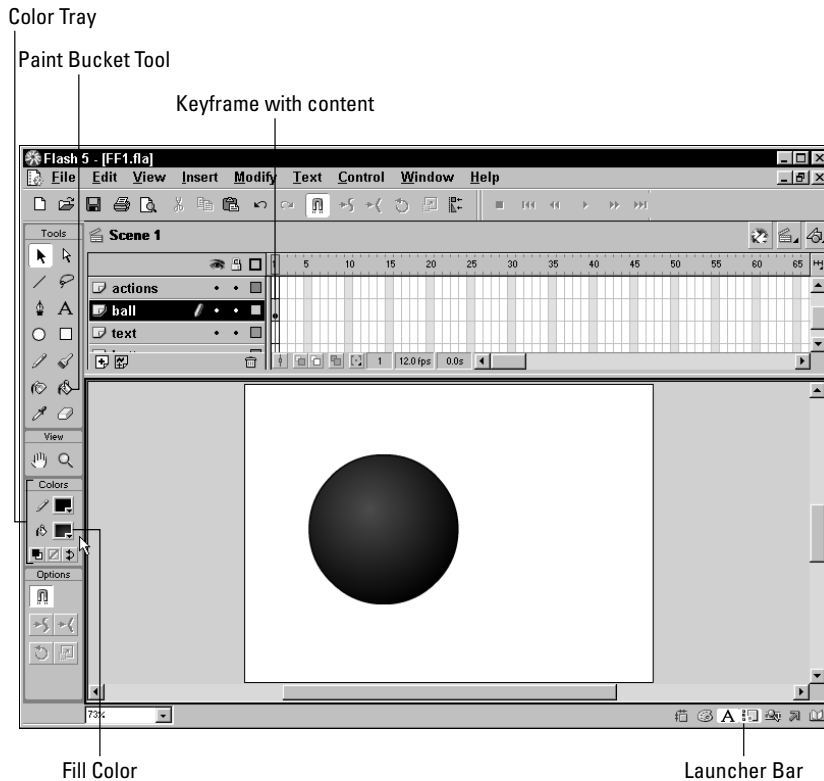 Color Tray
Paint Bucket Tool
Keyframe with content
Flash 5 - [FF1.fla]
File Edit View Insert Modify Text Control Window Help
Tools
Scene 1
1 5 10 15 20 25 30 35 40 45 50 55 60 65
actions
ball
text
1 12.0 fps 0.0s
View
Colors
Options
73%
Fill Color
Launcher Bar